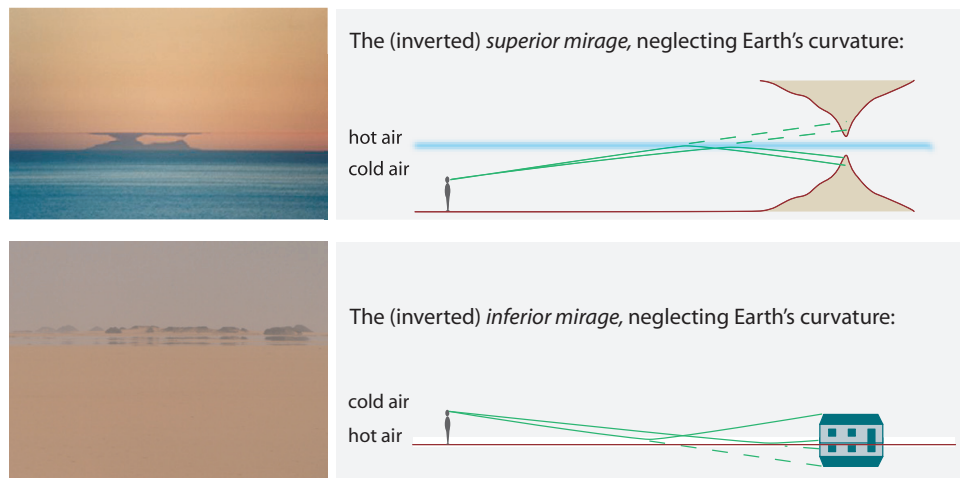 The (inverted) superior mirage, neglecting Earth’s curvature:
hot air
cold air
The (inverted) inferior mirage, neglecting Earth’s curvature:
cold air
hot air